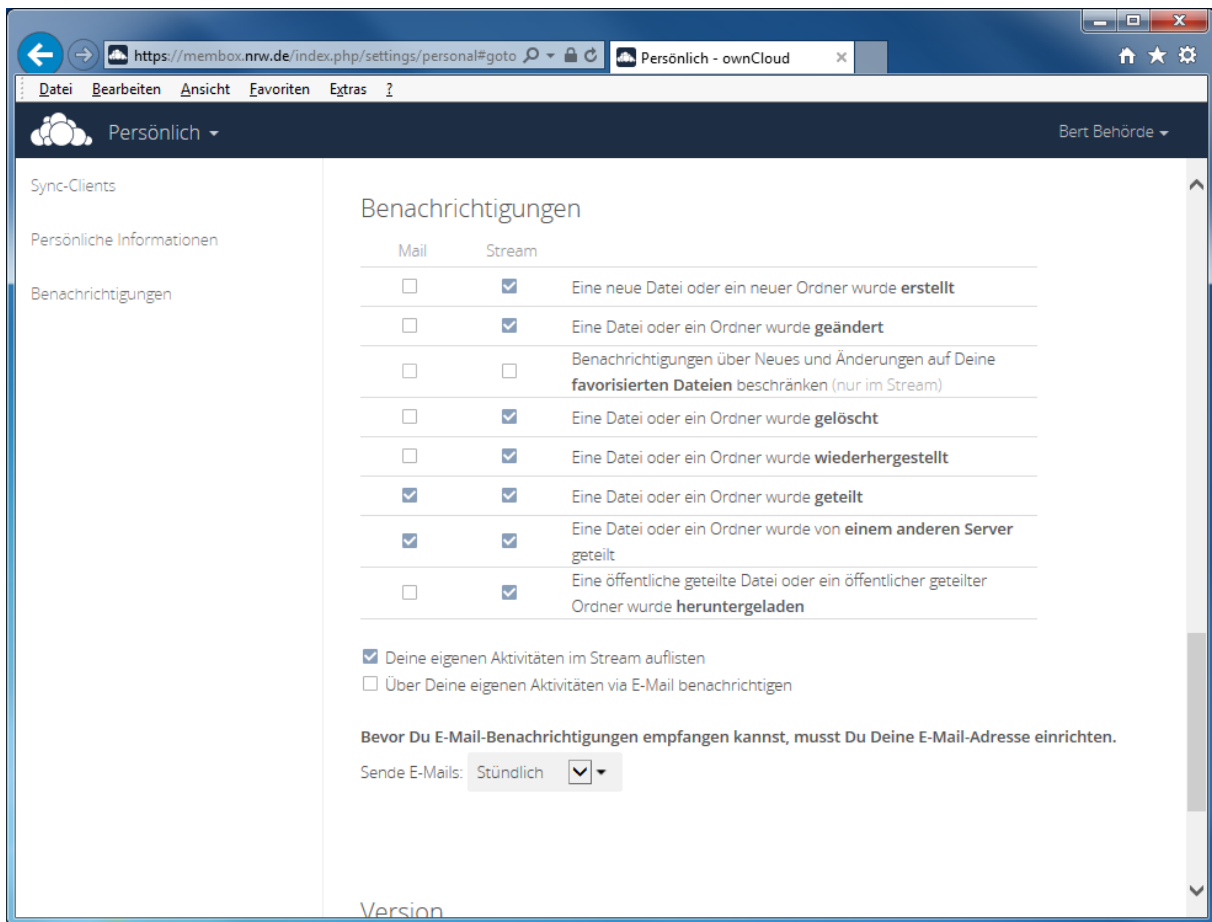 https://membox.nrw.de/index.php/settings/personal#goto
Persönlich - ownCloud
Datei Bearbeiten Ansicht Favoriten Extras ?
Persönlich
Bert Behörde
Sync-Clients
Persönliche Informationen
Benachrichtigungen
Benachrichtigungen
Mail Stream
Eine neue Datei oder ein neuer Ordner wurde erstellt
Eine Datei oder ein Ordner wurde geändert
Benachrichtigungen über Neues und Änderungen auf Deine
favorisierten Dateien beschränken (nur im Stream)
Eine Datei oder ein Ordner wurde gelöscht
Eine Datei oder ein Ordner wurde wiederhergestellt
Eine Datei oder ein Ordner wurde geteilt
Eine Datei oder ein Ordner wurde von einem anderen Server
geteilt
Eine öffentliche geteilte Datei oder ein öffentlicher geteilter
Ordner wurde heruntergeladen
Deine eigenen Aktivitäten im Stream auflisten
Über Deine eigenen Aktivitäten via E-Mail benachrichtigen
Bevor Du E-Mail-Benachrichtigungen empfangen kannst, musst Du Deine E-Mail-Adresse einrichten.
Sende E-Mails: Stündlich
Version